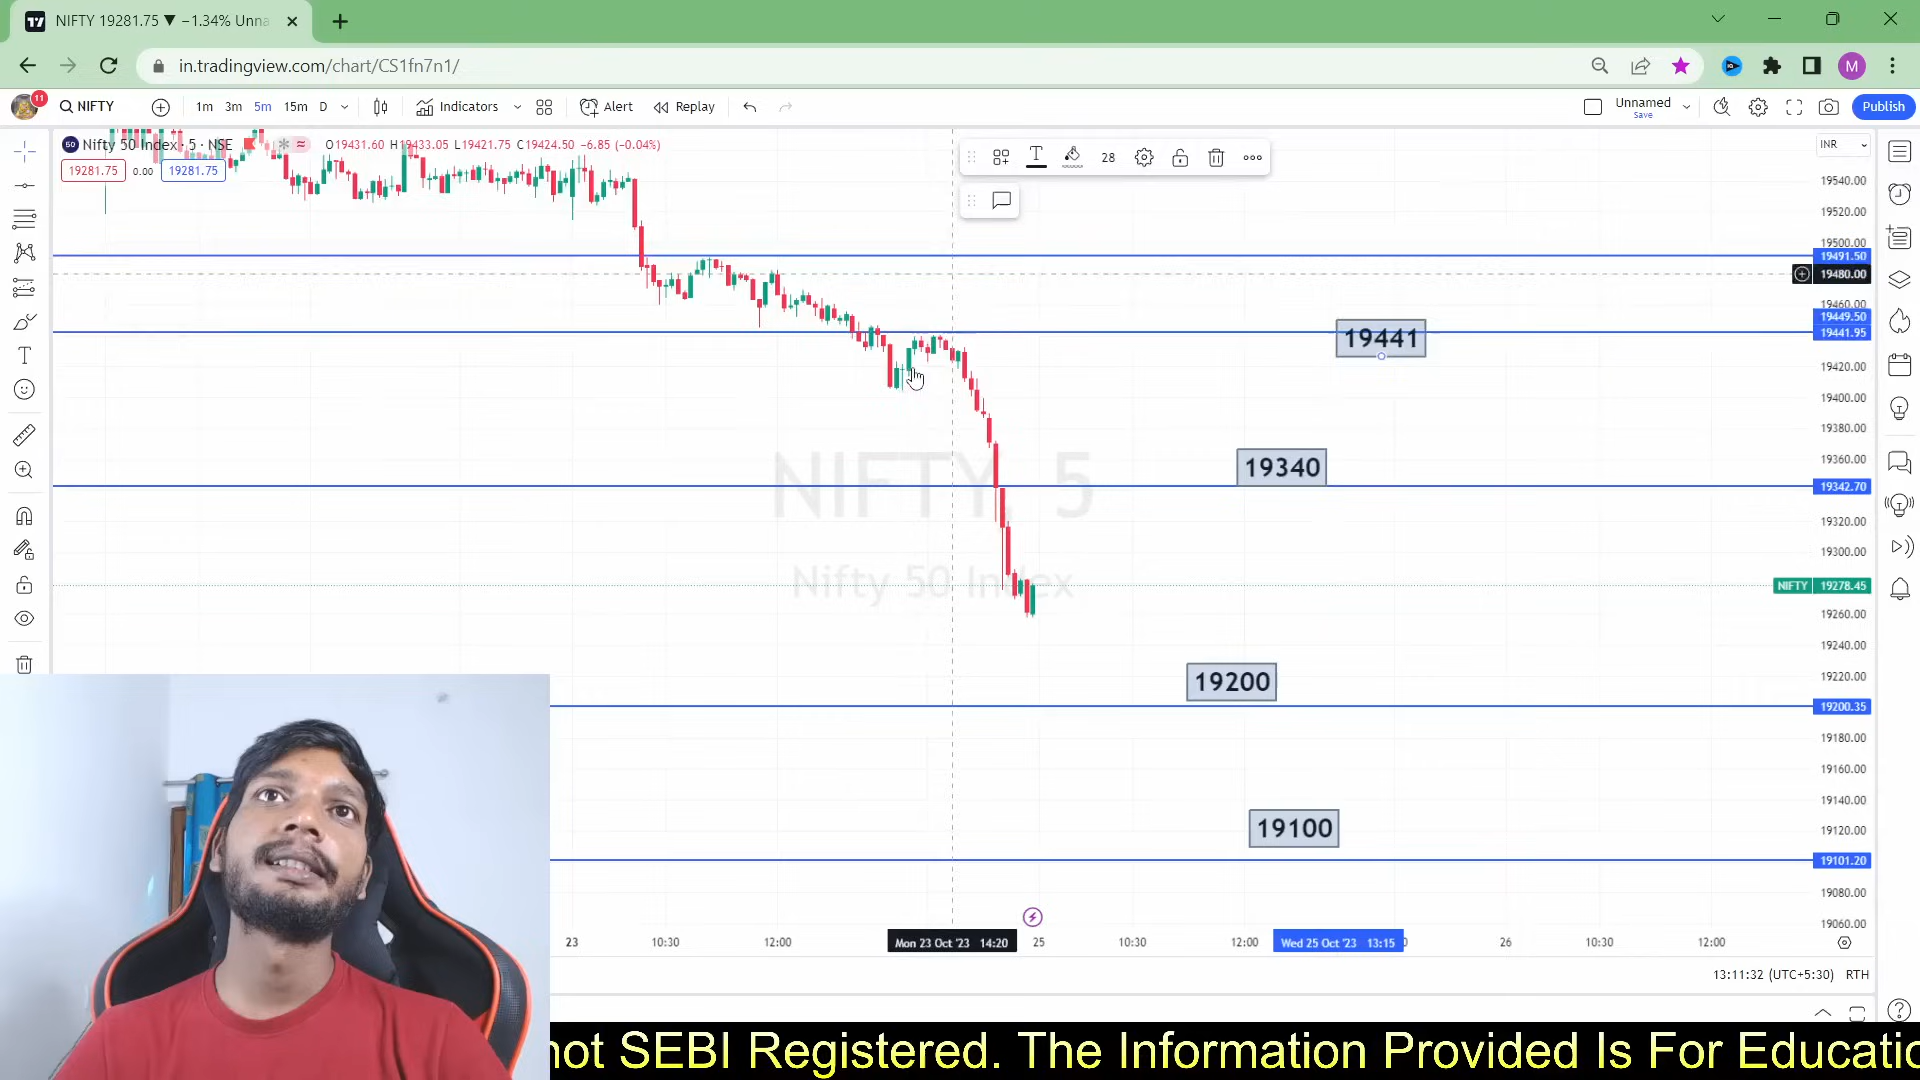 NIFTY 19281.75 ▼ −1.34% Unna
in.tradingview.com/chart/CS1fn7n1/
M
11
NIFTY
1m 3m 5m 15m D
Indicators
Alert
Replay
Unnamed
Save
Publish
50 Nifty 50 Index · 5 · NSE
O19431.60 H19433.05 L19421.75 C19424.50 −6.85 (−0.04%)
19281.75 0.00 19281.75
28
INR
19540.00
19520.00
19500.00
19491.50
19480.00
19460.00
19449.50
19441.95
19441
19420.00
19400.00
19380.00
19360.00
19340
19342.70
NIFTY, 5
19320.00
19300.00
Nifty 50 Index
NIFTY 19278.45
19260.00
19240.00
19220.00
19200
19200.35
19180.00
19160.00
19140.00
19120.00
19100
19101.20
19080.00
19060.00
23 10:30 12:00 Mon 23 Oct '23 14:20 25 10:30 12:00 Wed 25 Oct '23 13:15 26 10:30 12:00
13:11:32 (UTC+5:30) RTH
not SEBI Registered. The Information Provided Is For Educatio